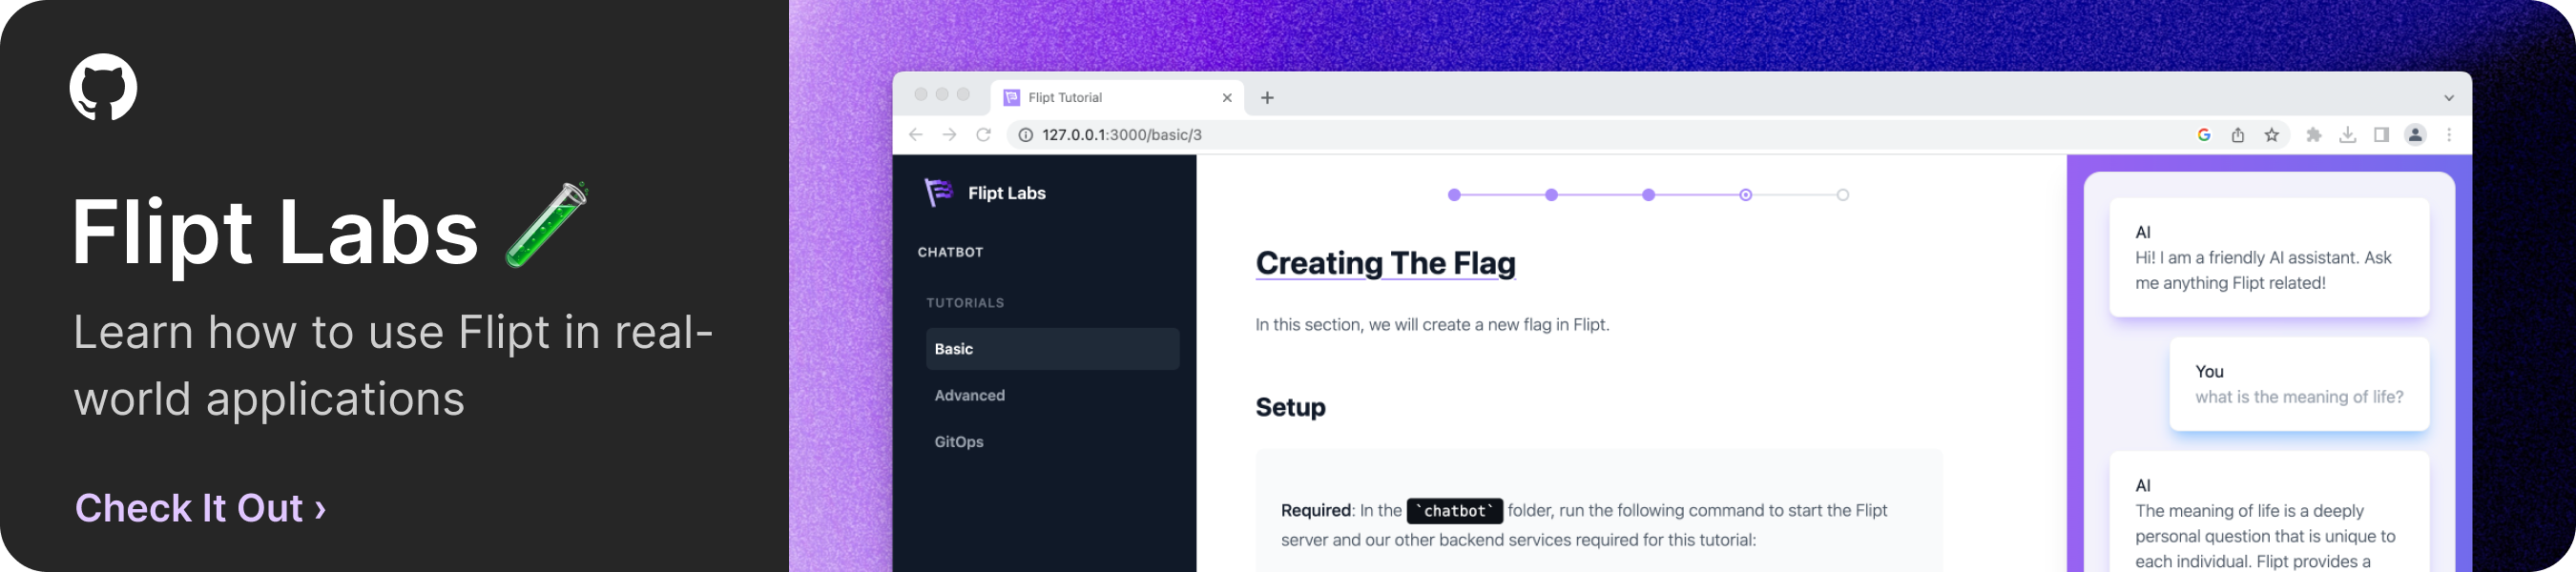 Flipt Labs
Learn how to use Flipt in real-
world applications
Check It Out ›
Flipt Tutorial
127.0.0.1:3000/basic/3
Flipt Labs
CHATBOT
TUTORIALS
Basic
Advanced
GitOps
Creating The Flag
In this section, we will create a new flag in Flipt.
Setup
Required: In the `chatbot` folder, run the following command to start the Flipt
server and our other backend services required for this tutorial:
AI
Hi! I am a friendly AI assistant. Ask
me anything Flipt related!
You
what is the meaning of life?
AI
The meaning of life is a deeply
personal question that is unique to
each individual. Flipt provides a